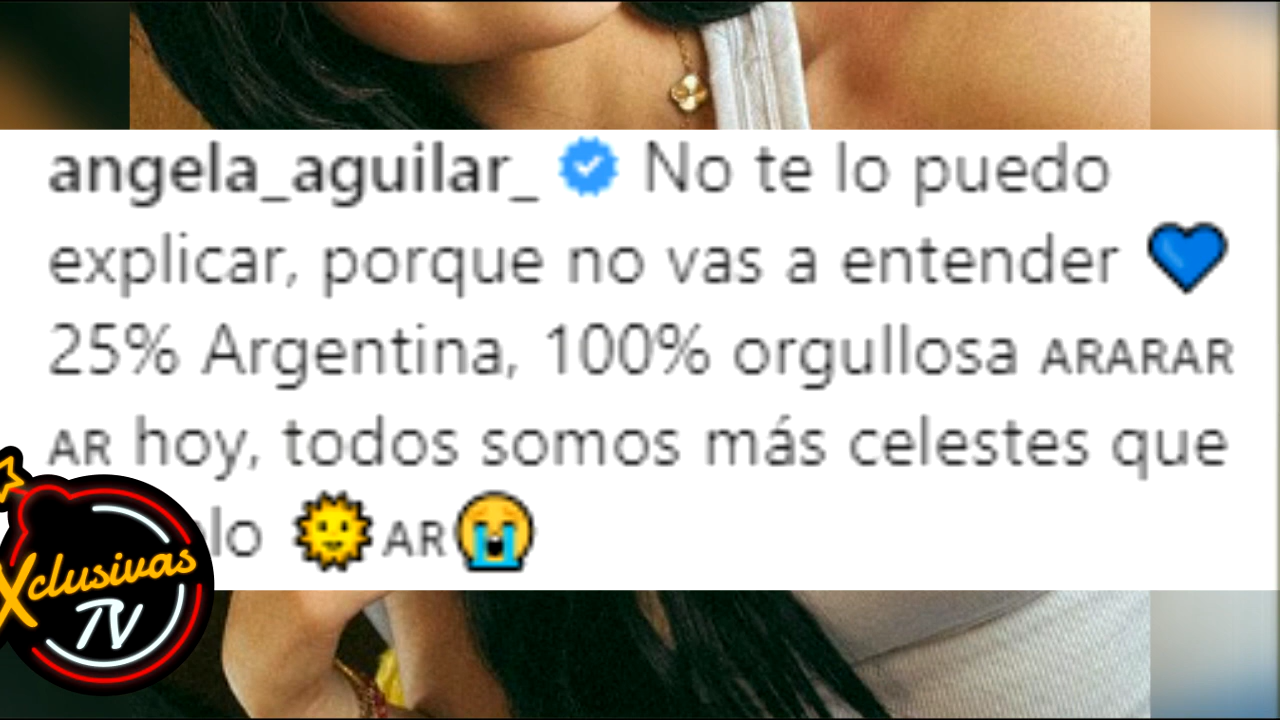 angela_aguilar_ No te lo puedo
explicar, porque no vas a entender 💙
25% Argentina, 100% orgullosa ARARAR
AR hoy, todos somos más celestes que
🌞AR😭
Xclusivas
TV